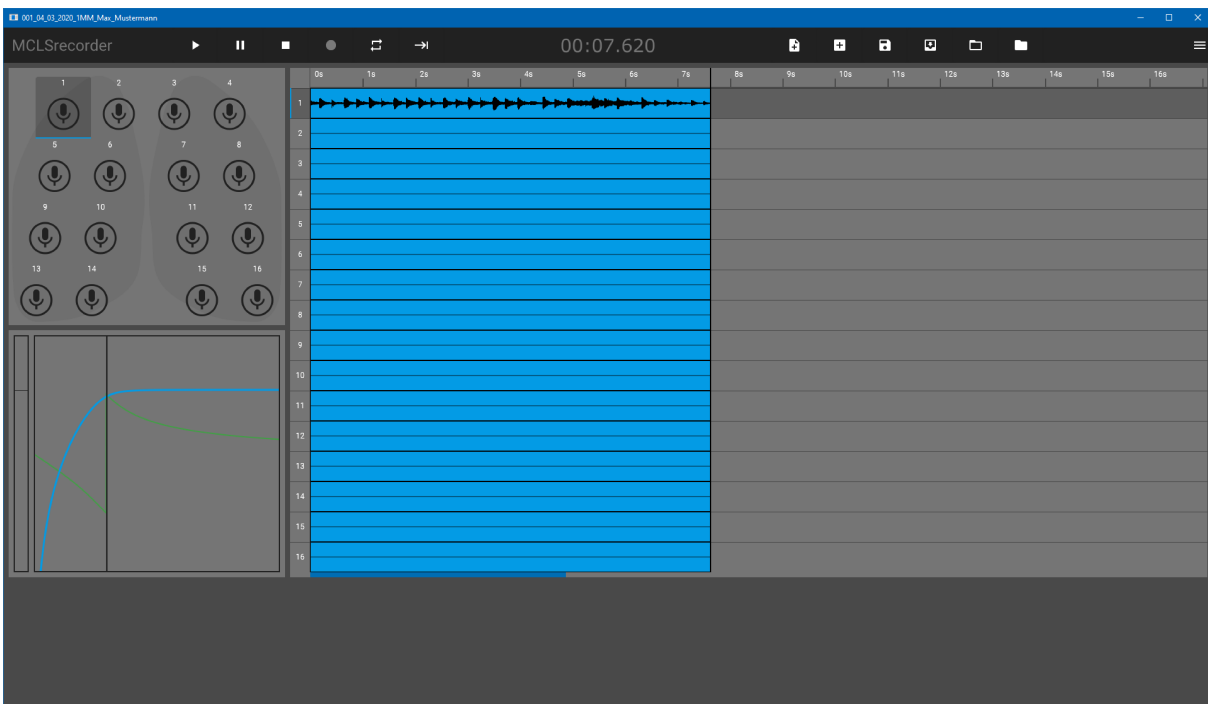 001_04_03_2020_1MM_Max_Mustermann
MCLSrecorder 00:07.620
1 2 3 4
5 6 7 8
9 10 11 12
13 14 15 16
0s 1s 2s 3s 4s 5s 6s 7s 8s 9s 10s 11s 12s 13s 14s 15s 16s
1
2
3
4
5
6
7
8
9
10
11
12
13
14
15
16